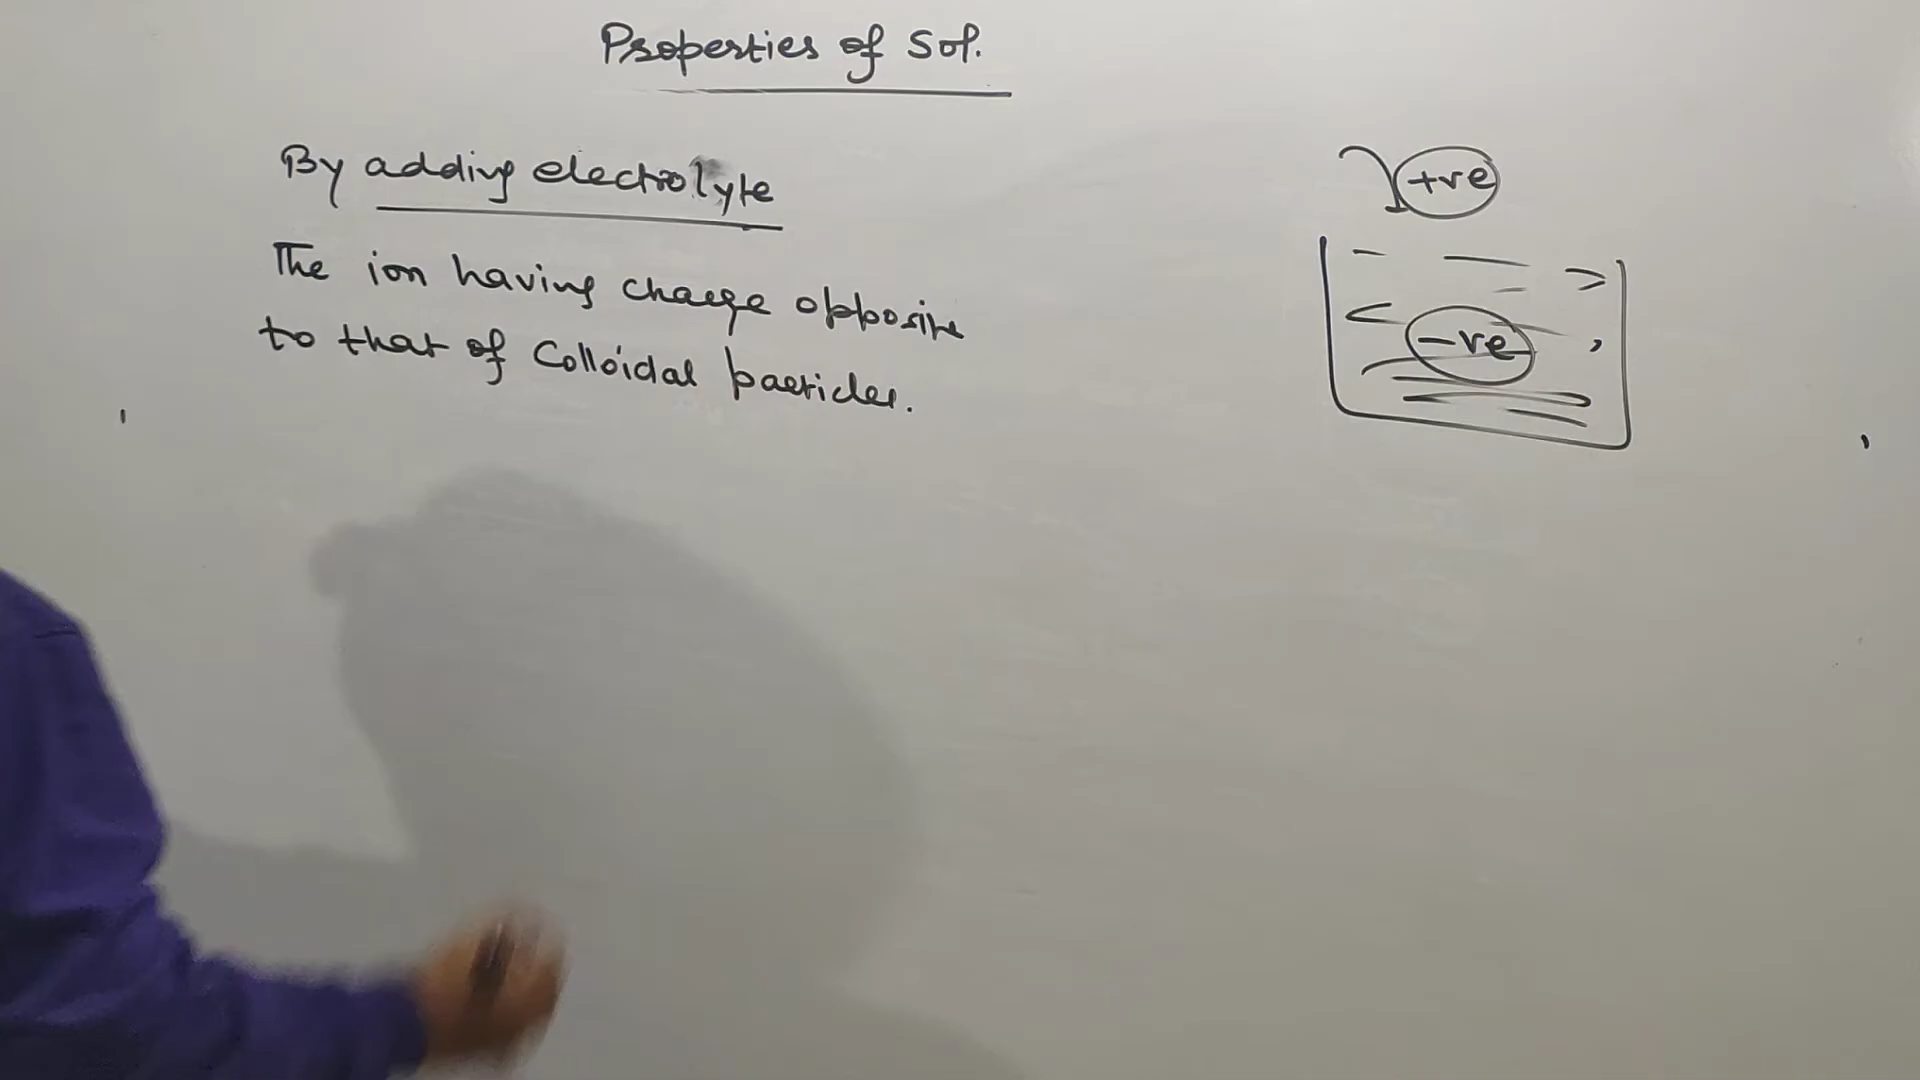 Properties of Sol.
By adding electrolyte
The ion having charge opposite
to that of Colloidal particles.
+ve
-ve